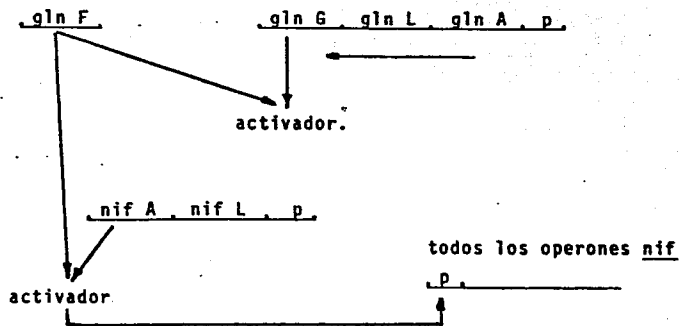 . gln F .
. gln G . gln L . gln A . p .
activador.
. nif A . nif L . p .
todos los operones nif
. p .
activador